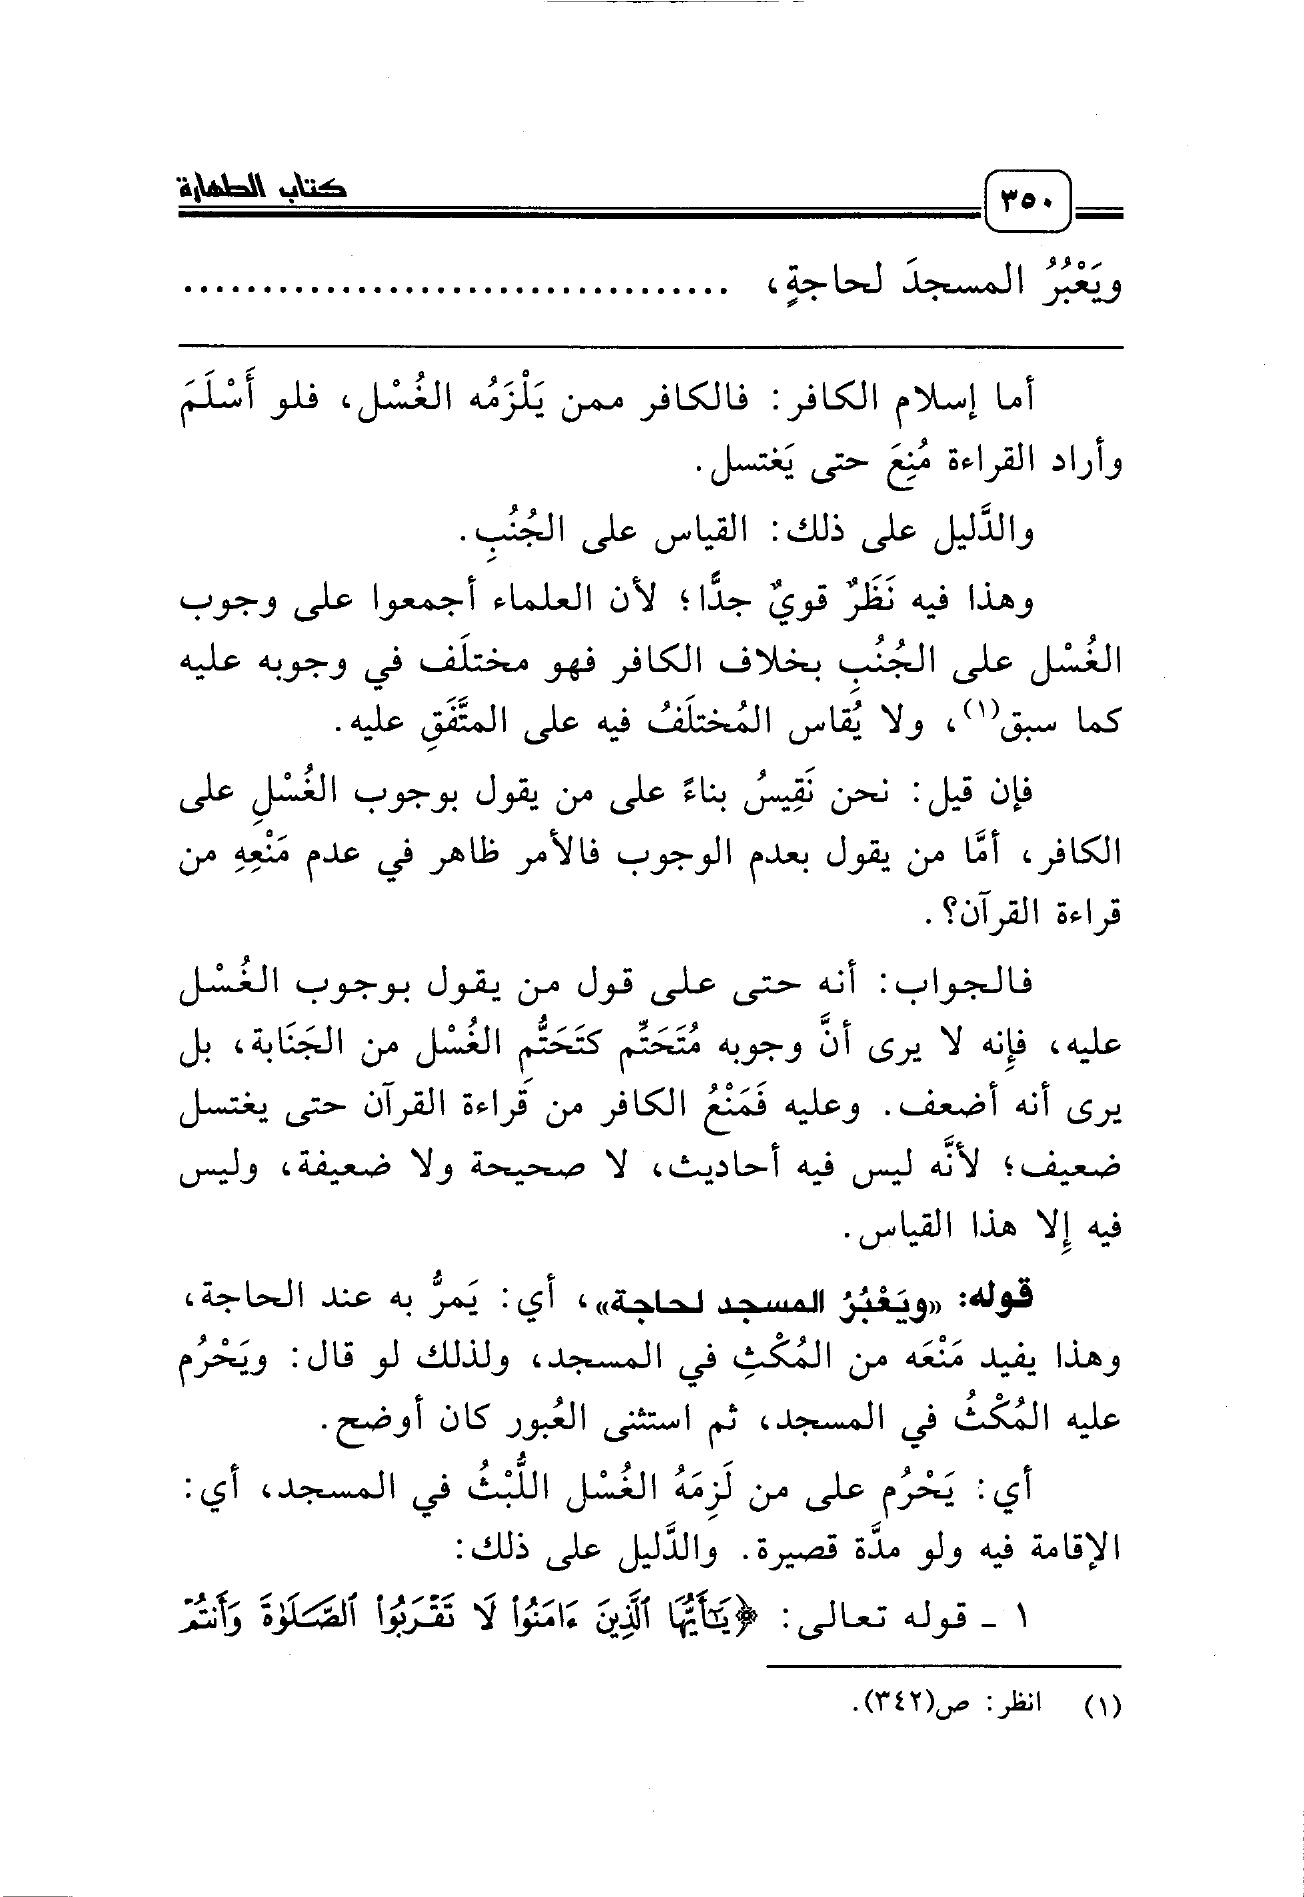 ٣٥٠ كتاب الطهارة
ويَعْبُرُ المسجدَ لحاجةٍ، ...................................
أما إسلام الكافر: فالكافر ممن يَلْزَمُه الغُسْل، فلو أَسْلَمَ
وأراد القراءة مُنِعَ حتى يَغتسل.
والدَّليل على ذلك: القياس على الجُنُبِ.
وهذا فيه نَظَرٌ قويٌ جدًّا؛ لأن العلماء أجمعوا على وجوب
الغُسْل على الجُنُبِ بخلاف الكافر فهو مختلَف في وجوبه عليه
كما سبق(١)، ولا يُقاس المُختلَفُ فيه على المتَّفَقِ عليه.
فإن قيل: نحن نَقِيسُ بناءً على من يقول بوجوب الغُسْلِ على
الكافر، أمَّا من يقول بعدم الوجوب فالأمر ظاهر في عدم مَنْعِهِ من
قراءة القرآن؟.
فالجواب: أنه حتى على قول من يقول بوجوب الغُسْل
عليه، فإِنه لا يرى أنَّ وجوبه مُتَحَتِّم كتَحَتُّم الغُسْل من الجَنَابة، بل
يرى أنه أضعف. وعليه فَمَنْعُ الكافر من قَراءة القرآن حتى يغتسل
ضعيف؛ لأنَّه ليس فيه أحاديث، لا صحيحة ولا ضعيفة، وليس
فيه إِلا هذا القياس.
قوله: «ويَعْبُرُ المسجد لحاجة»، أي: يَمرُّ به عند الحاجة،
وهذا يفيد مَنْعَه من المُكْثِ في المسجد، ولذلك لو قال: ويَحْرُم
عليه المُكْثُ في المسجد، ثم استثنى العُبور كان أوضح.
أي: يَحْرُم على من لَزِمَهُ الغُسْل اللُّبْثُ في المسجد، أي:
الإقامة فيه ولو مدَّة قصيرة. والدَّليل على ذلك:
١ ـ قوله تعالى: ﴿يَـٰٓأَيُّهَا ٱلَّذِينَ ءَامَنُوا۟ لَا تَقْرَبُوا۟ ٱلصَّلَوٰةَ وَأَنتُمْ
(١) انظر: ص(٣٤٢).